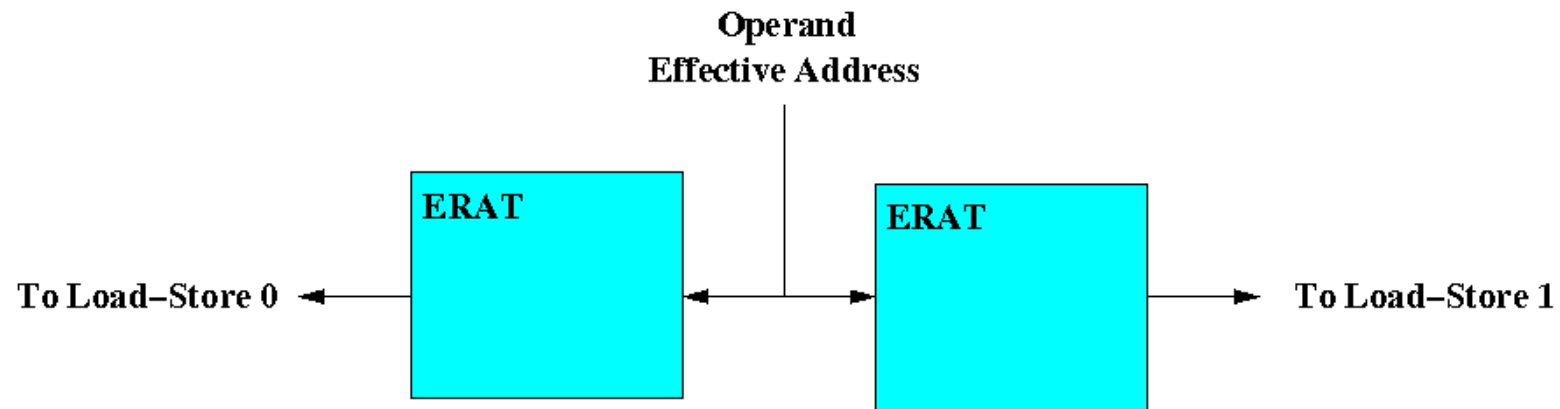 Operand
Effective Address
ERAT
ERAT
To Load–Store 0
To Load–Store 1